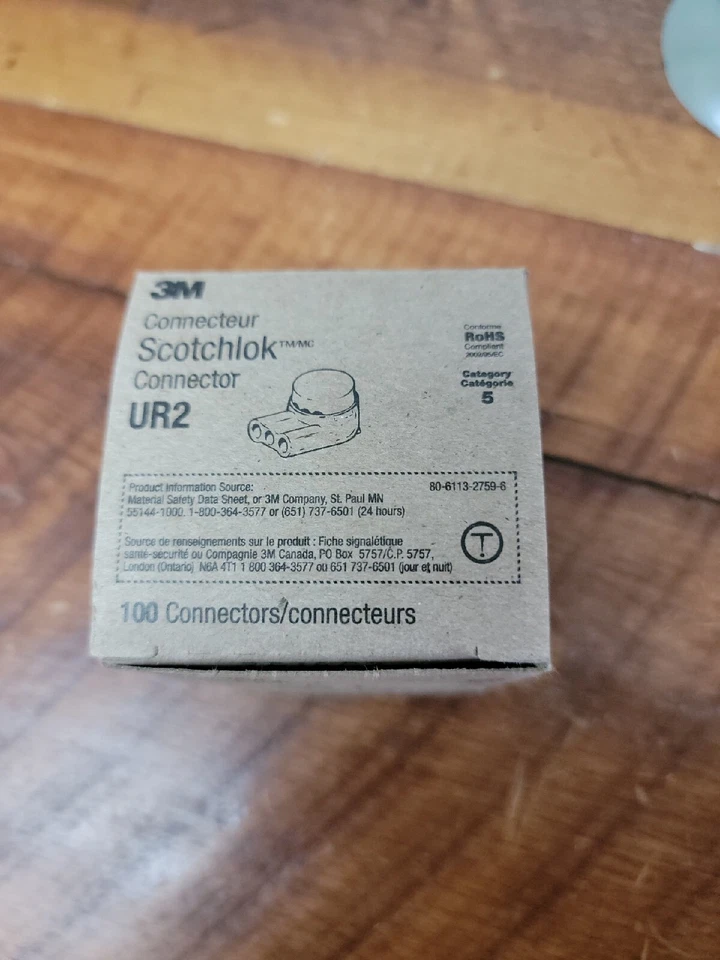 3M
Connecteur
Scotchlok™/MC
Connector
UR2
Conforme
RoHS
Compliant
2002/95/EC
Category
Catégorie
5
Product Information Source:
80-6113-2759-6
Material Safety Data Sheet, or 3M Company, St. Paul MN
55144-1000. 1-800-364-3577 or (651) 737-6501 (24 hours)
Source de renseignements sur le produit : Fiche signalétique
santé-sécurité ou Compagnie 3M Canada, PO Box 5757/C.P. 5757,
London (Ontario) N6A 4T1 1 800 364-3577 ou 651 737-6501 (jour et nuit)
T
100 Connectors/connecteurs